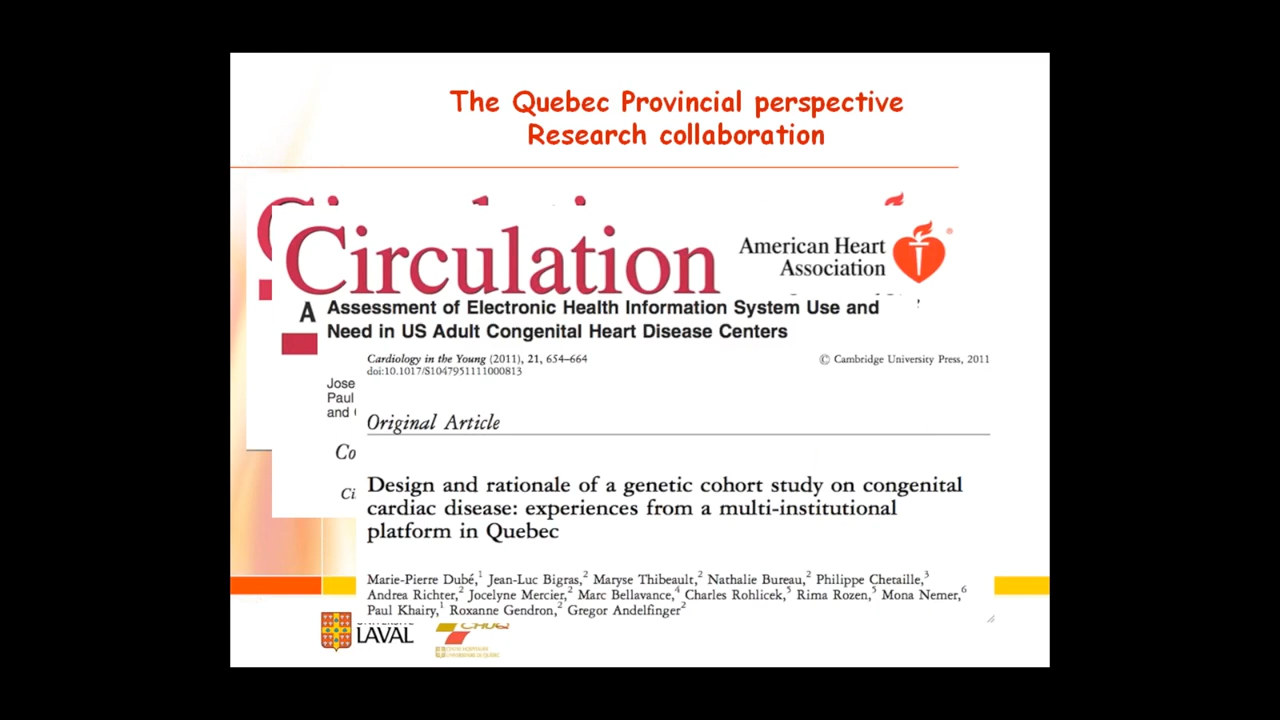 The Quebec Provincial perspective
Research collaboration
Circulation
American Heart
Association
A
Assessment of Electronic Health Information System Use and
Need in US Adult Congenital Heart Disease Centers
Cardiology in the Young (2011), 21, 654–664
© Cambridge University Press, 2011
doi:10.1017/S1047951111000813
Jose
Paul
and
Original Article
Co
Ci
Design and rationale of a genetic cohort study on congenital
cardiac disease: experiences from a multi-institutional
platform in Quebec
Marie-Pierre Dubé,1 Jean-Luc Bigras,2 Maryse Thibeault,2 Nathalie Bureau,2 Philippe Chetaille,3
Andrea Richter,2 Jocelyne Mercier,2 Marc Bellavance,4 Charles Rohlicek,5 Rima Rozen,5 Mona Nemer,6
Paul Khairy,1 Roxanne Gendron,2 Gregor Andelfinger2
LAVAL